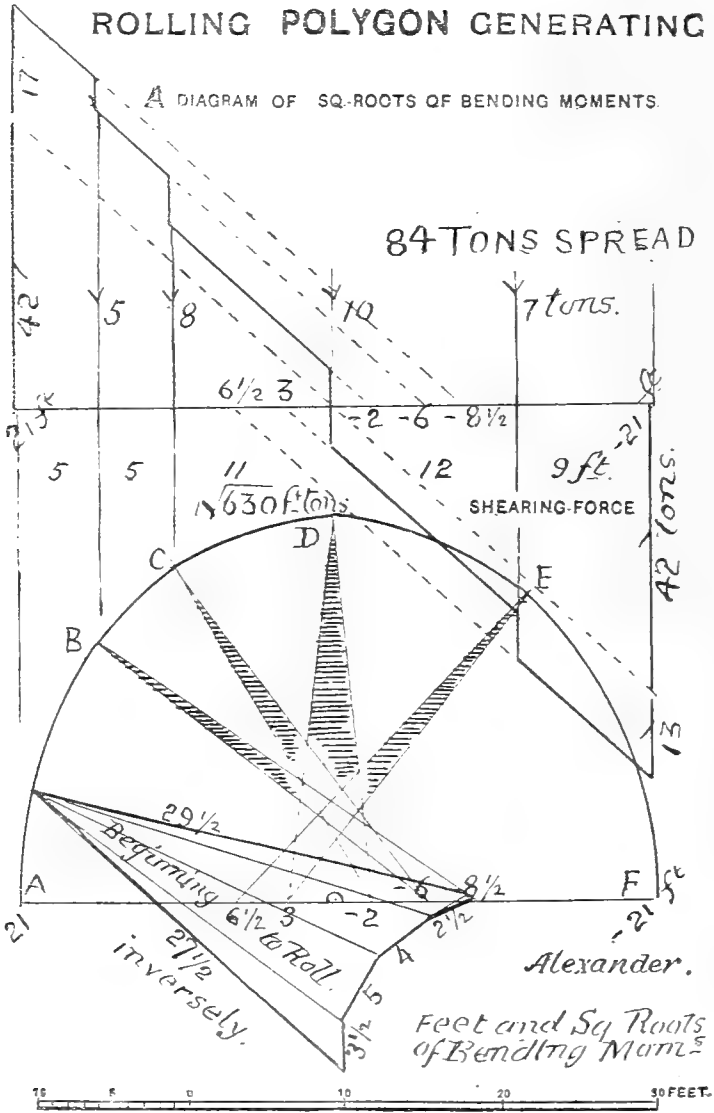 ROLLING POLYGON GENERATING
A DIAGRAM OF SQ-ROOTS OF BENDING MOMENTS.
17
84 TONS SPREAD
42
5
8
10
7 tons.
6½ 3
-2 -6 -8½
21 ft
-21
5
5
11
12
9 ft.
√630 ft tons
SHEARING-FORCE
42 tons.
D
C
E
B
13
29½
Beginning
to Roll.
A
-6
8½
F
ft
21
6½
3
O
-2
2½
-21
27½
inversely.
4
5
3½
Alexander.
Feet and Sq Roots
of Bending Moms
5
0
10
20
30 FEET.